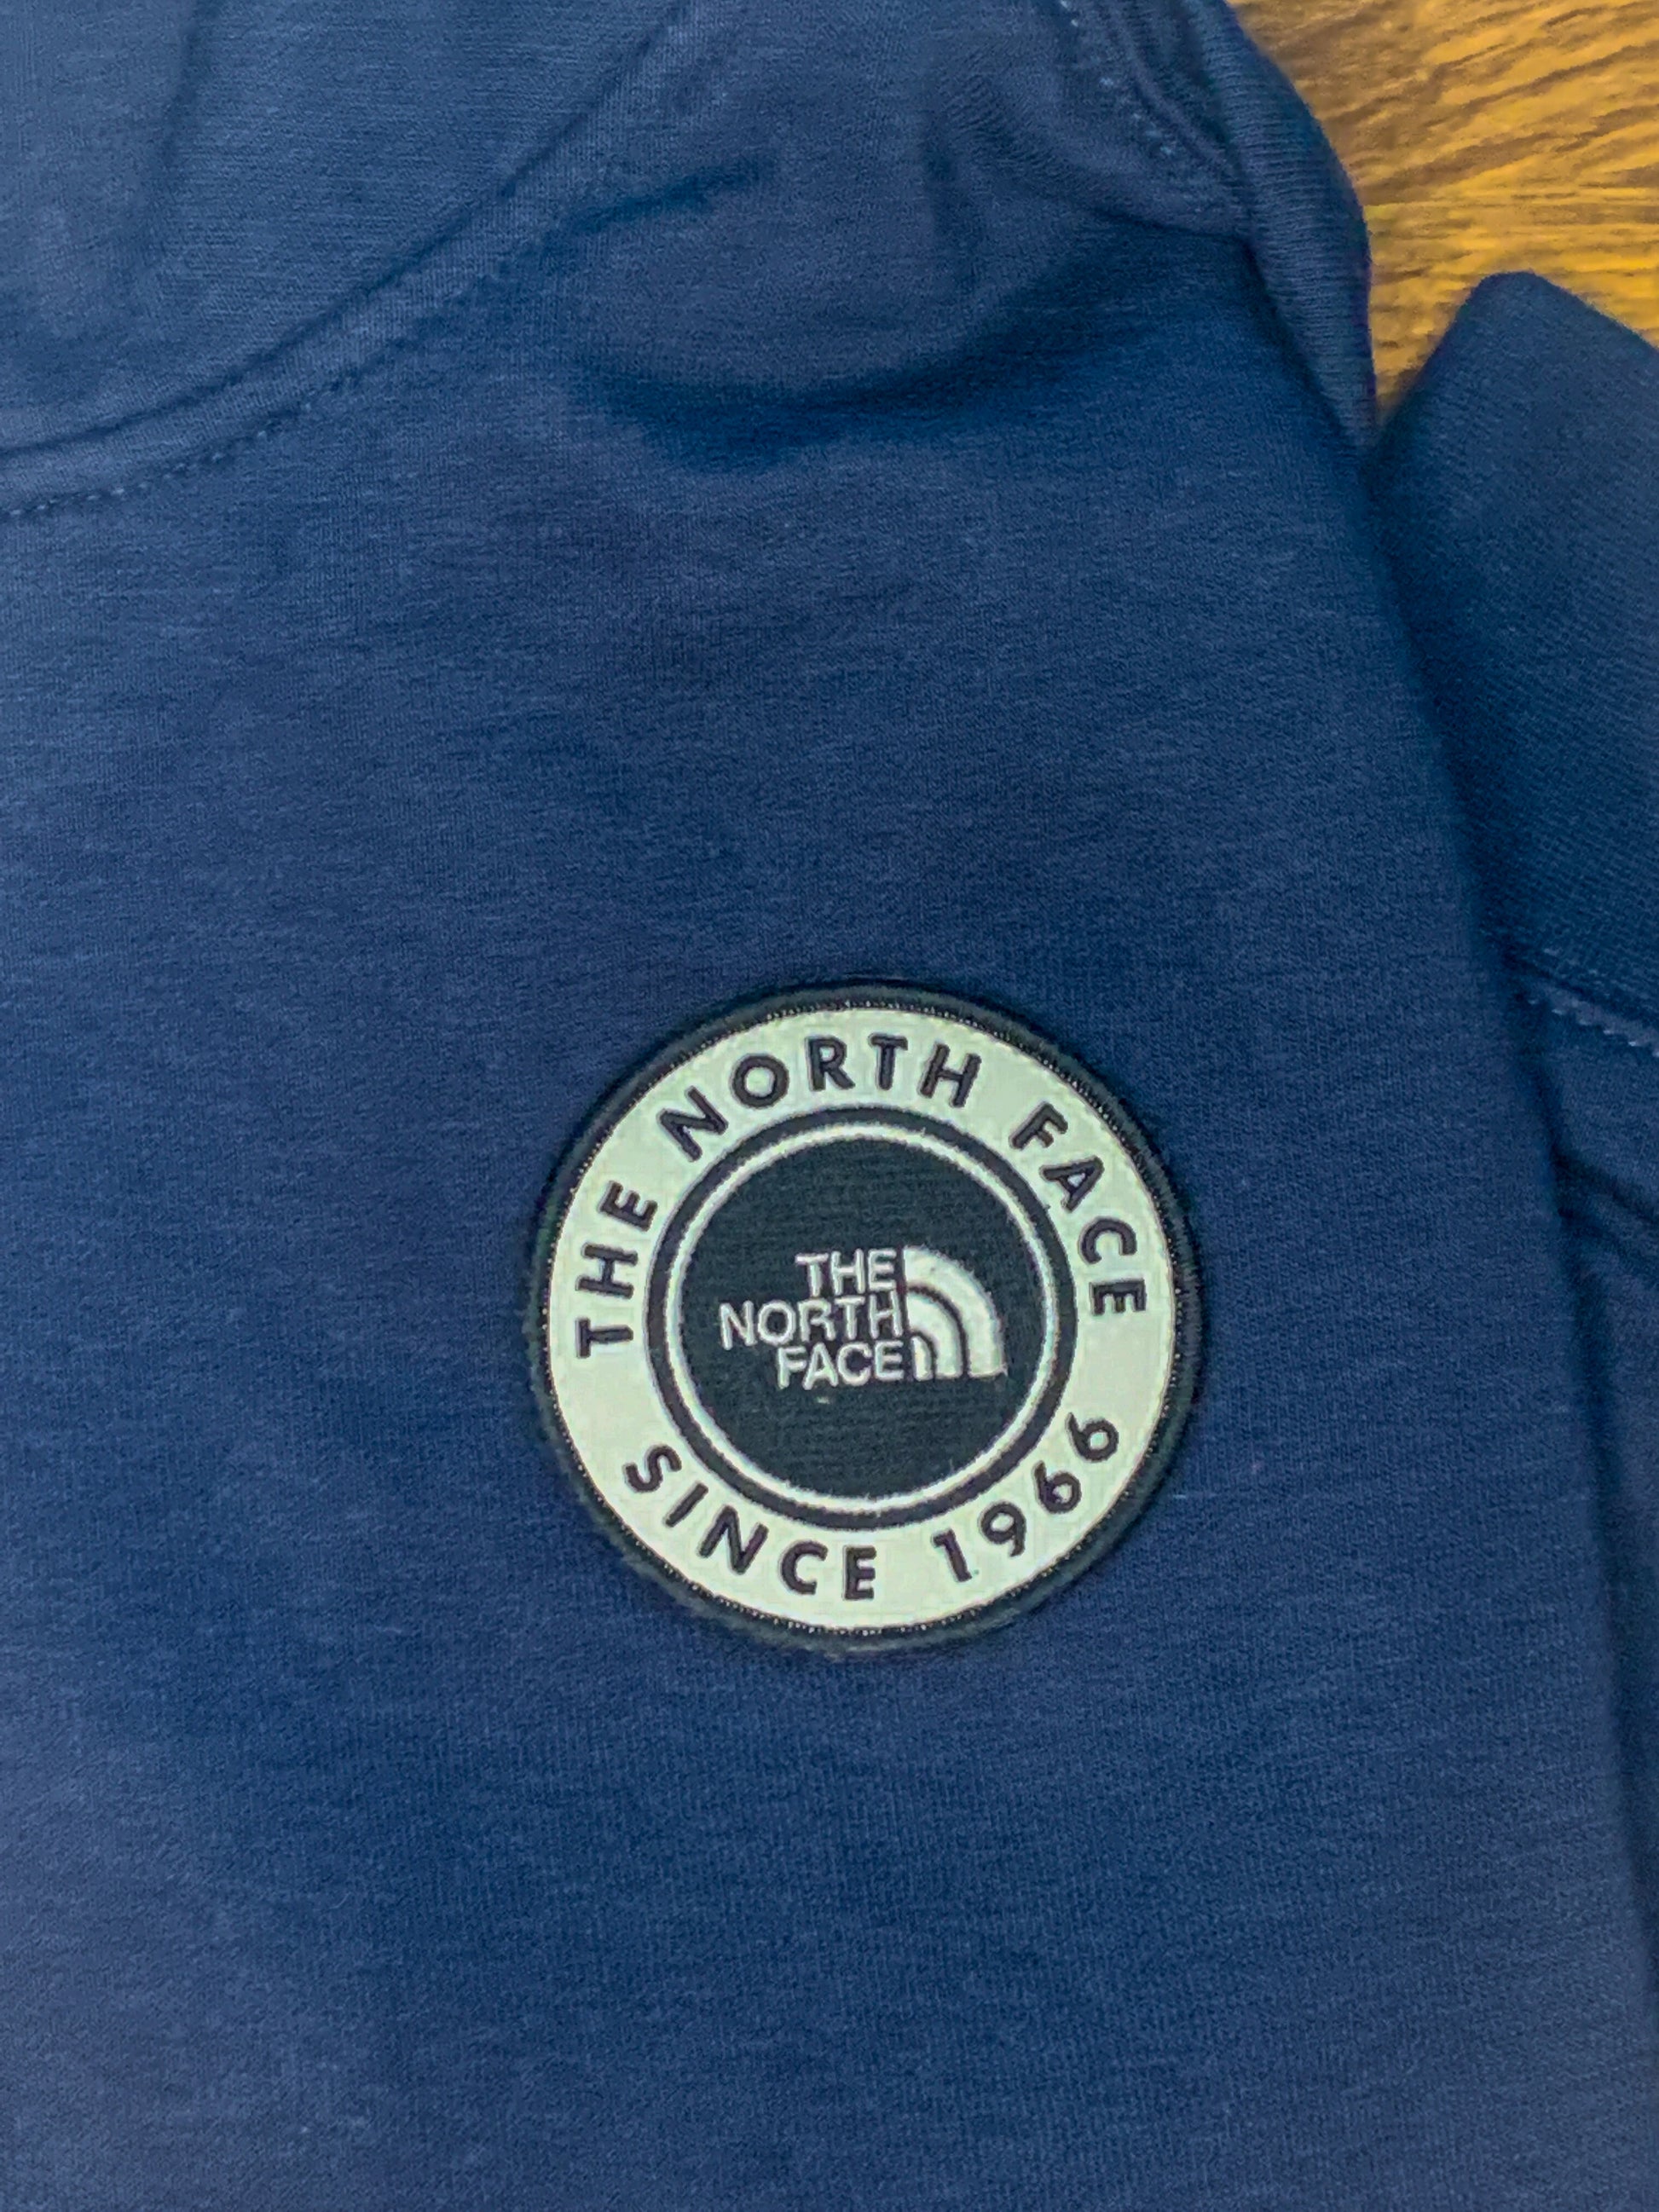 THE NORTH FACE
THE
NORTH
FACE
SINCE 1966